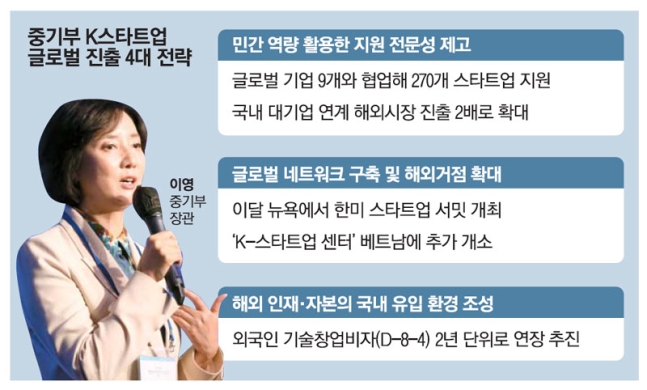 중기부 K스타트업
글로벌 진출 4대 전략
이영
중기부
장관
민간 역량 활용한 지원 전문성 제고
글로벌 기업 9개와 협업해 270개 스타트업 지원
국내 대기업 연계 해외시장 진출 2배로 확대
글로벌 네트워크 구축 및 해외거점 확대
이달 뉴욕에서 한미 스타트업 서밋 개최
‘K-스타트업 센터’ 베트남에 추가 개소
해외 인재·자본의 국내 유입 환경 조성
외국인 기술창업비자(D-8-4) 2년 단위로 연장 추진